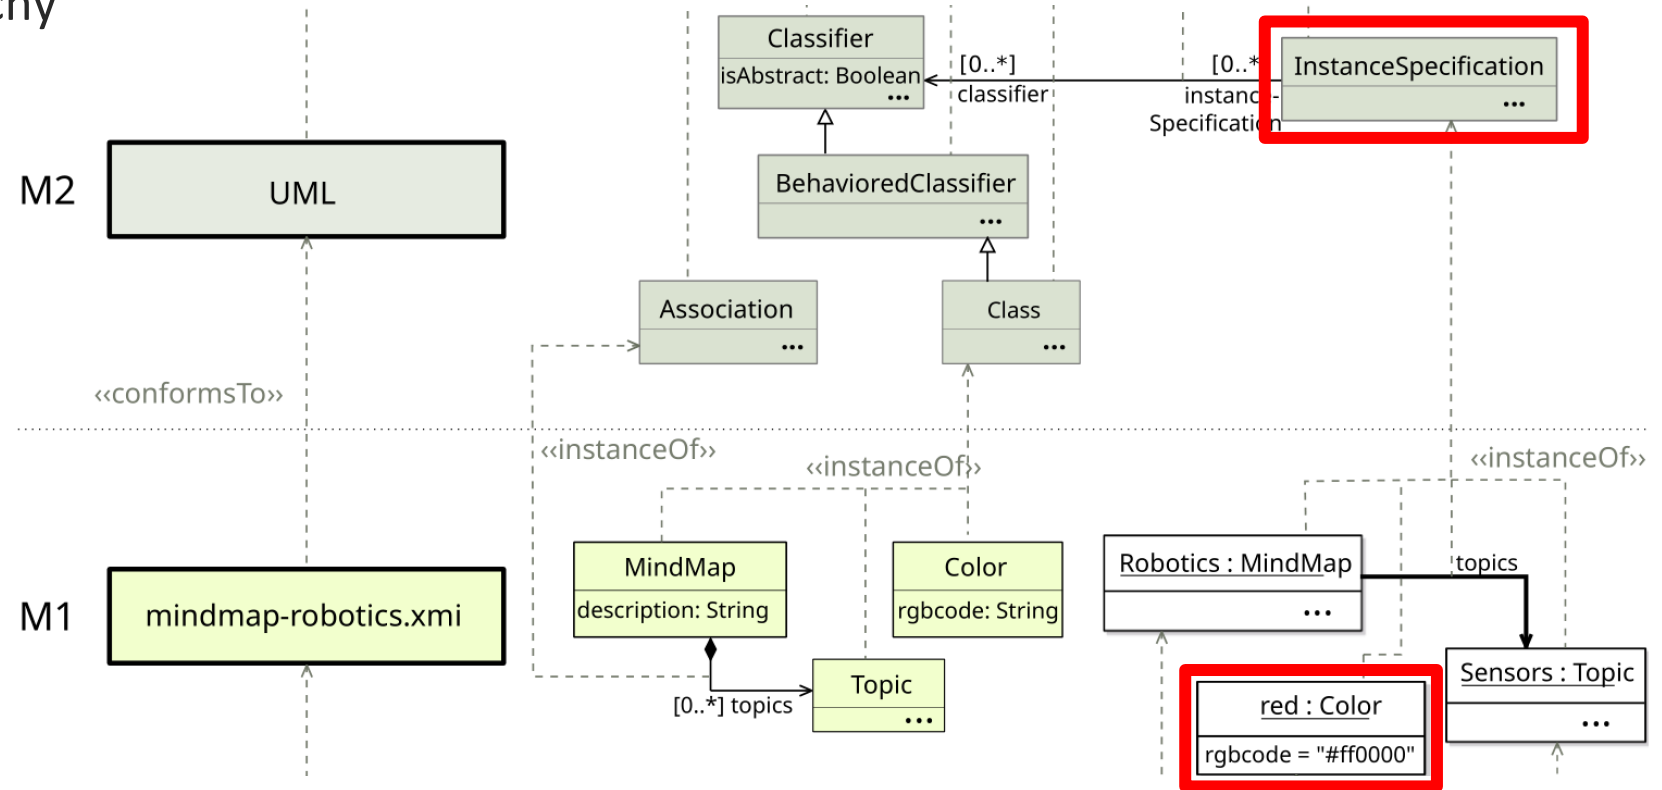 Classifier
isAbstract: Boolean
...
[0..*]
classifier
[0..*
instance-
Specification
InstanceSpecification
...
M2
UML
BehavioredClassifier
...
Association
...
Class
...
‹‹conformsTo››
‹‹instanceOf››
‹‹instanceOf››
‹‹instanceOf››
M1
mindmap-robotics.xmi
MindMap
description: String
[0..*] topics
Color
rgbcode: String
Topic
...
Robotics : MindMap
...
topics
Sensors : Topic
...
red : Color
rgbcode = "#ff0000"